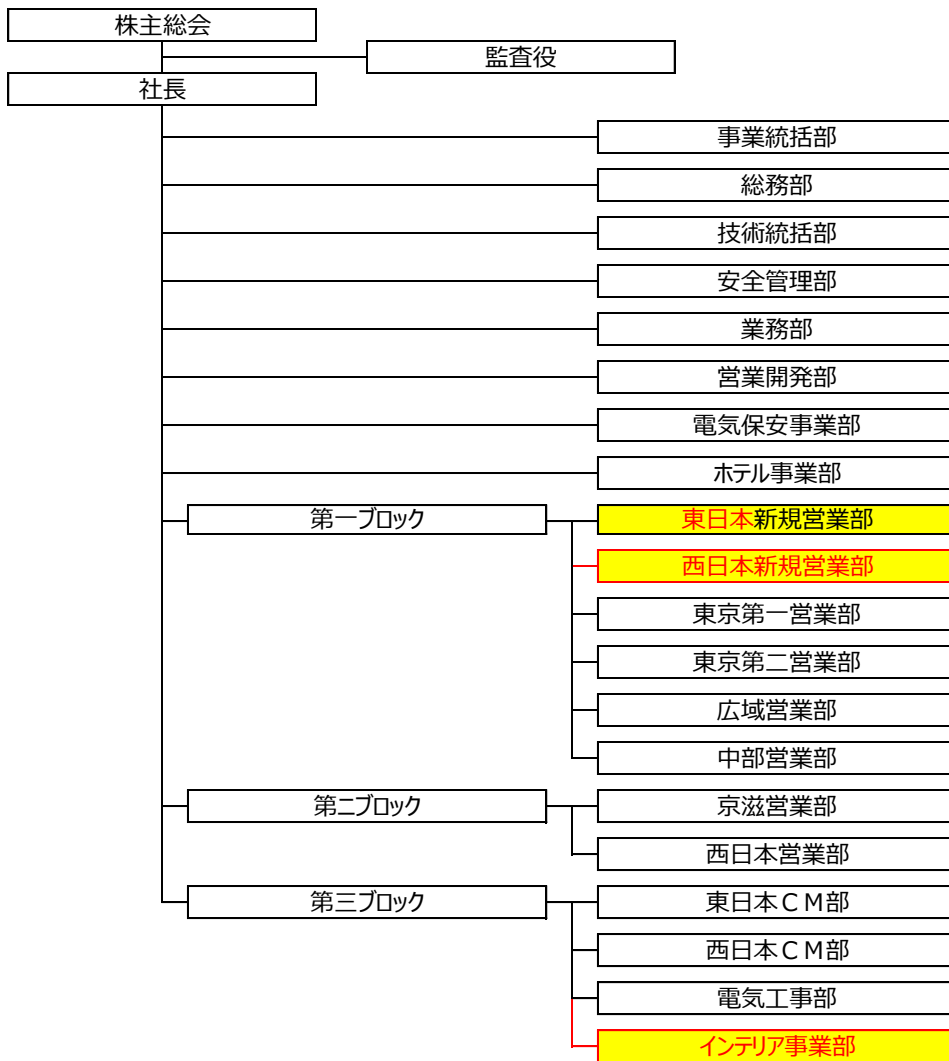 株主総会
監査役
社長
事業統括部
総務部
技術統括部
安全管理部
業務部
営業開発部
電気保安事業部
ホテル事業部
第一ブロック
東日本新規営業部
西日本新規営業部
東京第一営業部
東京第二営業部
広域営業部
中部営業部
第二ブロック
京滋営業部
西日本営業部
第三ブロック
東日本ＣＭ部
西日本ＣＭ部
電気工事部
インテリア事業部